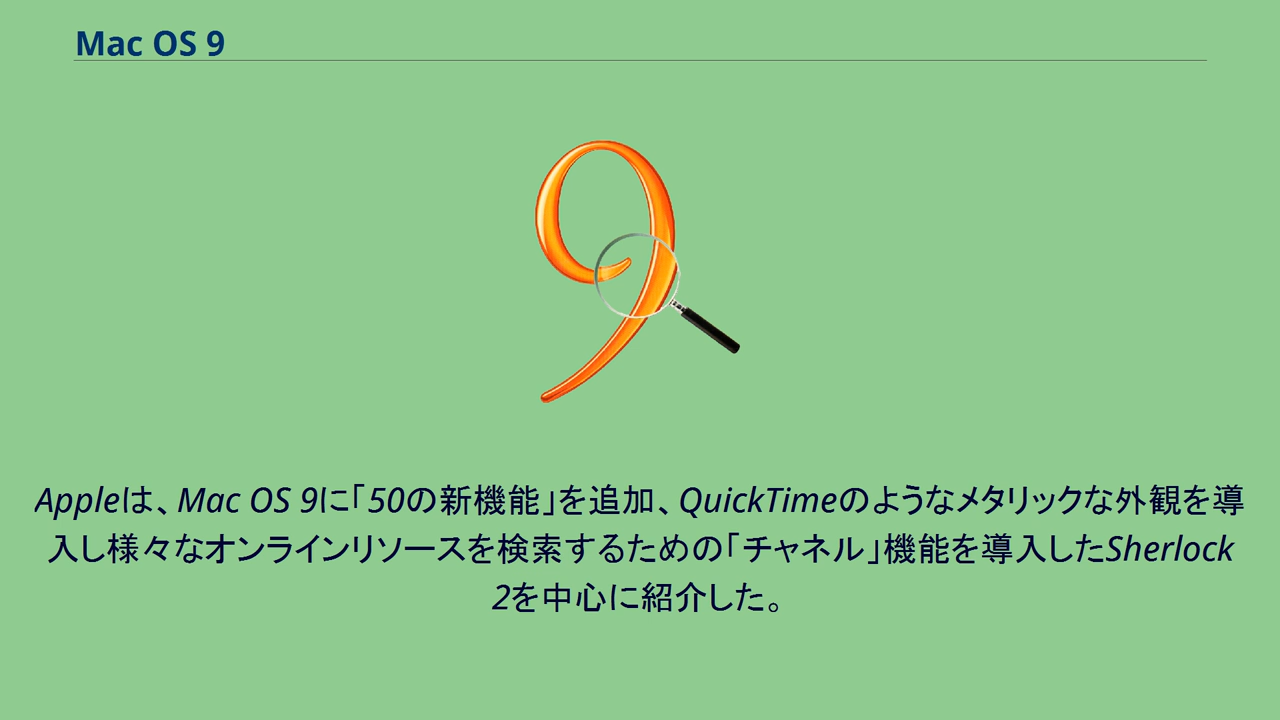 Mac OS 9
Appleは、Mac OS 9に「50の新機能」を追加、QuickTimeのようなメタリックな外観を導
入し様々なオンラインリソースを検索するための「チャネル」機能を導入したSherlock
2を中心に紹介した。